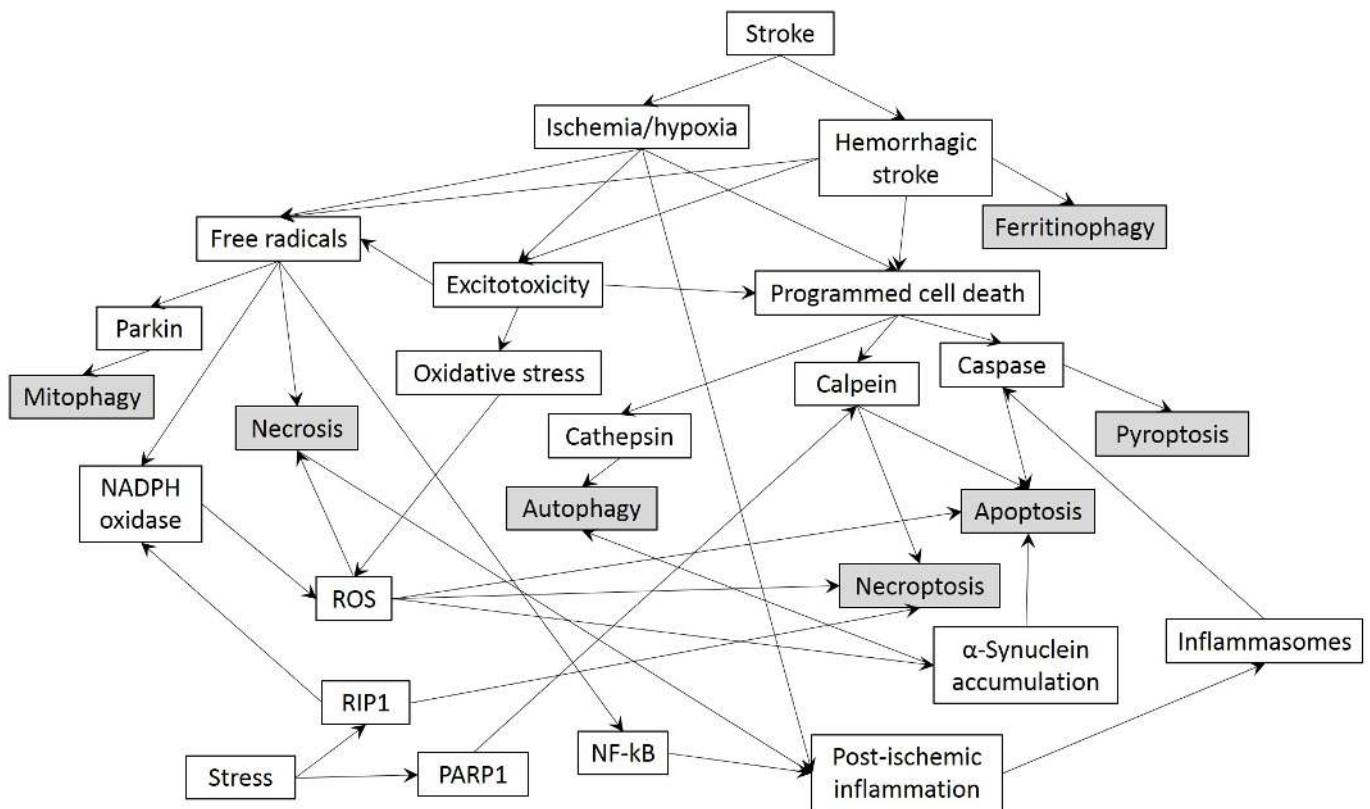 Stroke
Ischemia/hypoxia
Hemorrhagic
stroke
Ferritinophagy
Free radicals
Excitotoxicity
Programmed cell death
Parkin
Mitophagy
Oxidative stress
Calpein
Caspase
Necrosis
Cathepsin
Pyroptosis
NADPH
oxidase
Autophagy
Apoptosis
ROS
Necroptosis
α-Synuclein
accumulation
Inflammasomes
RIP1
NF-kB
Post-ischemic
inflammation
Stress
PARP1